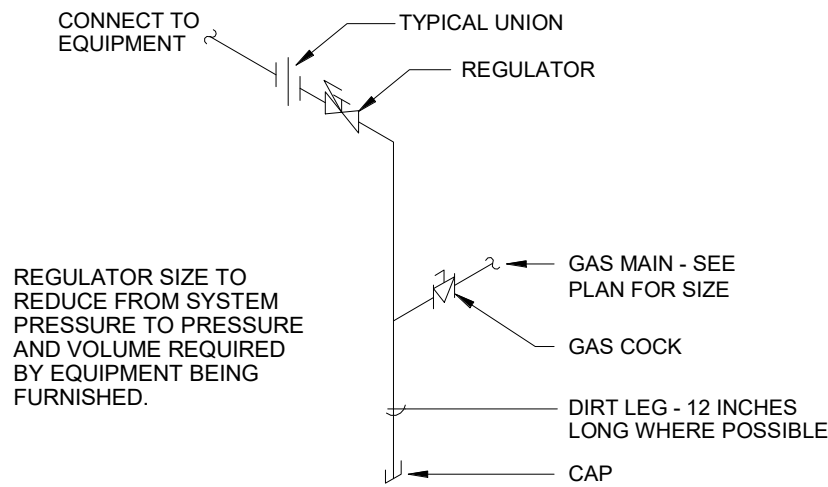 CONNECT TO
EQUIPMENT
TYPICAL UNION
REGULATOR
REGULATOR SIZE TO
REDUCE FROM SYSTEM
PRESSURE TO PRESSURE
AND VOLUME REQUIRED
BY EQUIPMENT BEING
FURNISHED.
GAS MAIN - SEE
PLAN FOR SIZE
GAS COCK
DIRT LEG - 12 INCHES
LONG WHERE POSSIBLE
CAP